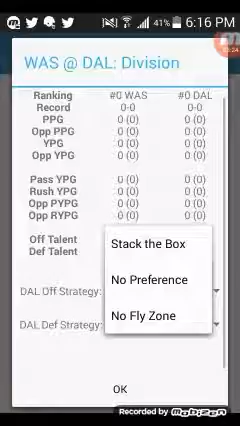 41% 6:16 PM
WAS @ DAL: Division
Ranking #0 WAS #0 DAL
Record 0-0 0-0
PPG 0 (0) 0 (0)
Opp PPG 0 (0) 0 (0)
YPG 0 (0) 0 (0)
Opp YPG 0 (0) 0 (0)
Pass YPG 0 (0) 0 (0)
Rush YPG 0 (0) 0 (0)
Opp PYPG 0 (0) 0 (0)
Opp RYPG 0 (0) 0 (0)
Off Talent
Def Talent
Stack the Box
No Preference
No Fly Zone
DAL Off Strategy:
DAL Def Strategy:
OK
Recorded by mobizen